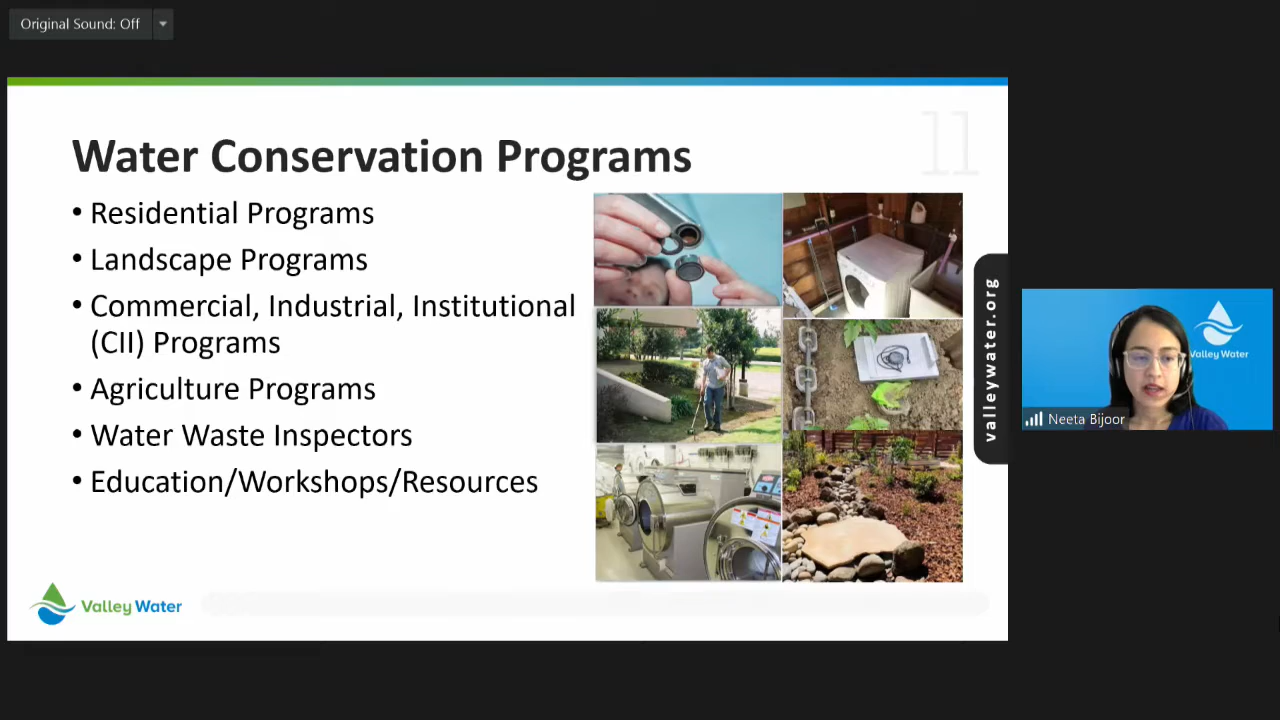 Original Sound: Off
11
Water Conservation Programs
• Residential Programs
• Landscape Programs
• Commercial, Industrial, Institutional
(CII) Programs
• Agriculture Programs
• Water Waste Inspectors
• Education/Workshops/Resources
valleywater.org
Valley Water
Valley Water
Neeta Bijoor